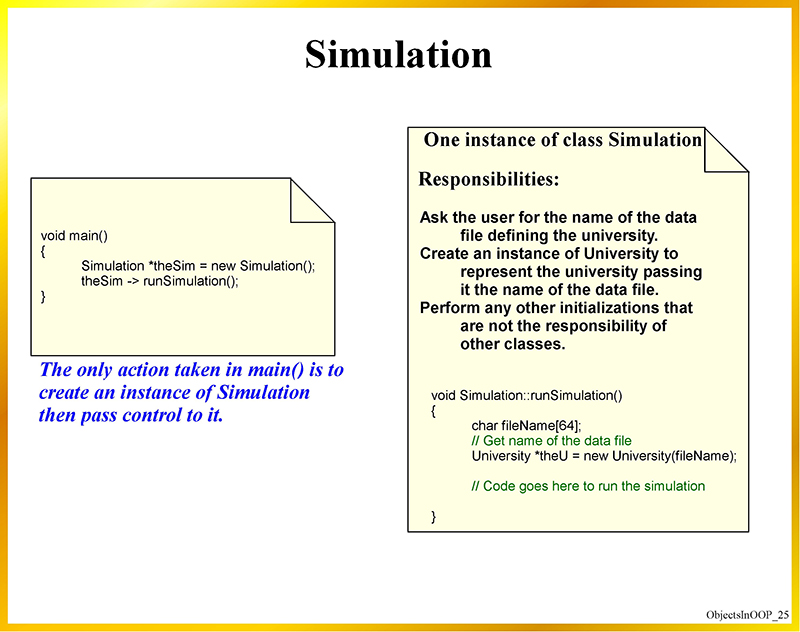 Simulation
void main()
{
Simulation *theSim = new Simulation();
theSim -> runSimulation();
}
The only action taken in main() is to
create an instance of Simulation
then pass control to it.
One instance of class Simulation
Responsibilities:
Ask the user for the name of the data
file defining the university.
Create an instance of University to
represent the university passing
it the name of the data file.
Perform any other initializations that
are not the responsibility of
other classes.
void Simulation::runSimulation()
{
char fileName[64];
// Get name of the data file
University *theU = new University(fileName);
// Code goes here to run the simulation
}
ObjectsInOOP_25